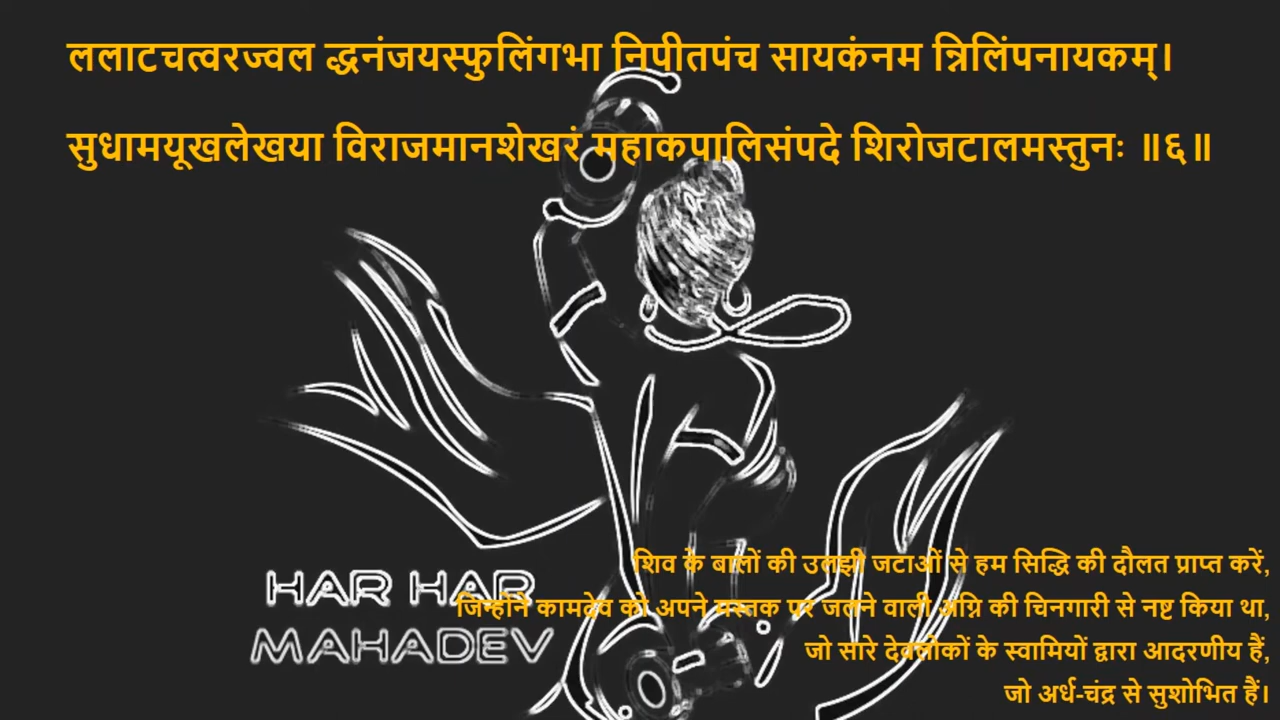 ललाटचत्वरज्वल द्धनंजयस्फुलिंगभा निपीतपंच सायकंनम न्निलिंपनायकम्।
सुधामयूखलेखया विराजमानशेखरं महाकपालिसंपदे शिरोजटालमस्तुनः ॥६॥
शिव के बालों की उलझी जटाओं से हम सिद्धि की दौलत प्राप्त करें,
HAR HAR
जिन्होंने कामदेव को अपने मस्तक पर जलने वाली अग्नि की चिनगारी से नष्ट किया था,
MAHADEV
जो सारे देवलोकों के स्वामियों द्वारा आदरणीय हैं,
जो अर्ध-चंद्र से सुशोभित हैं।